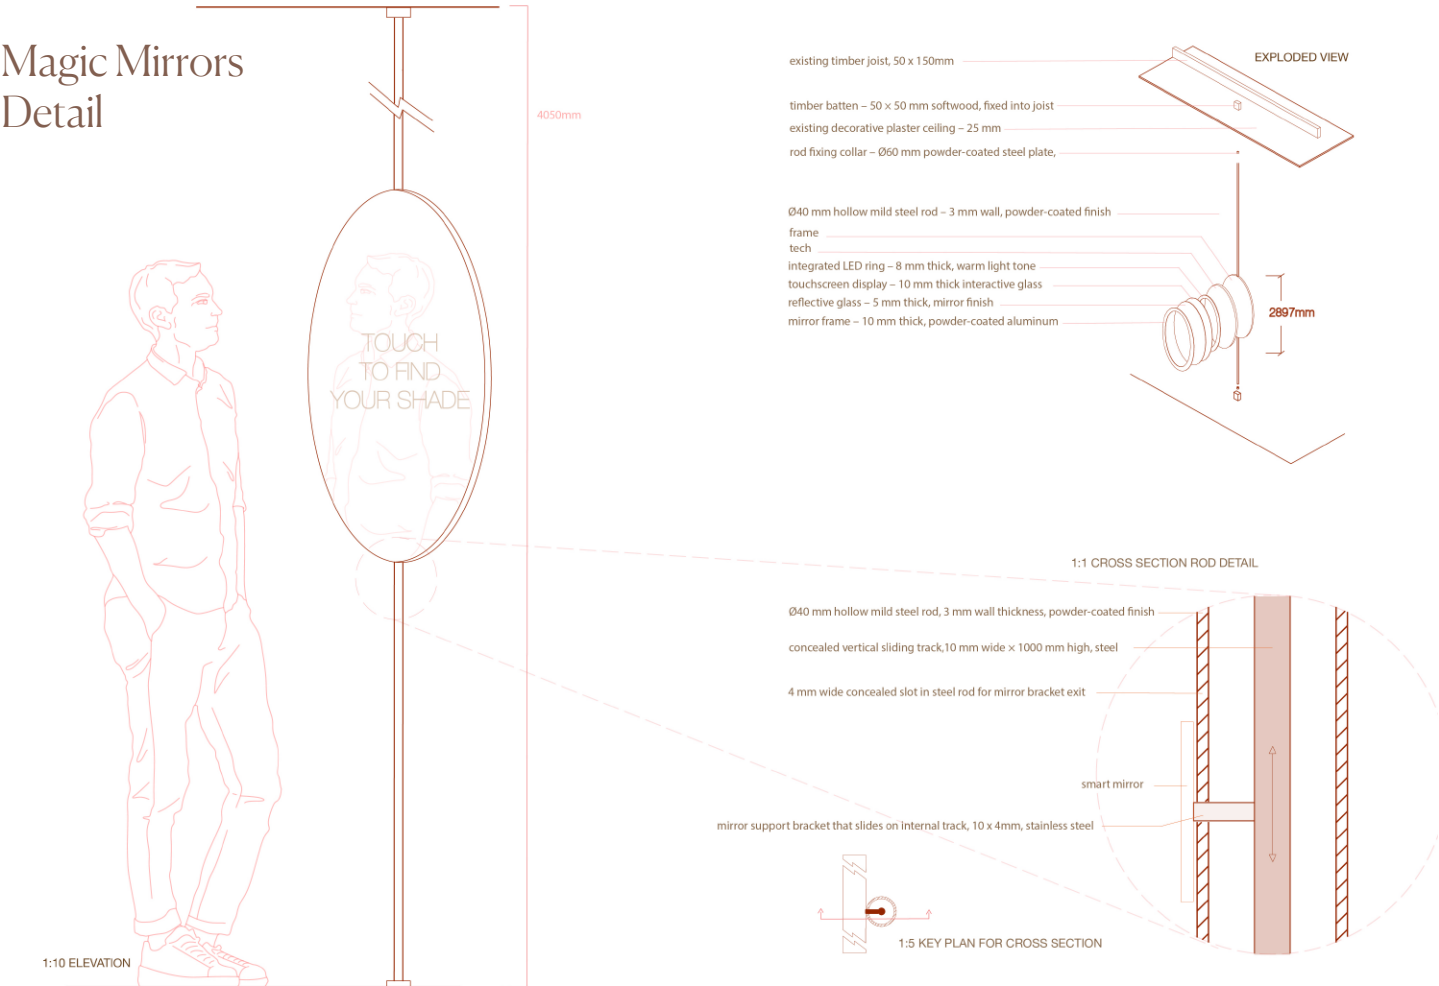 Magic Mirrors
Detail
4050mm
TOUCH
TO FIND
YOUR SHADE
1:10 ELEVATION
EXPLODED VIEW
existing timber joist, 50 x 150mm
timber batten – 50 × 50 mm softwood, fixed into joist
existing decorative plaster ceiling – 25 mm
rod fixing collar – Ø60 mm powder-coated steel plate,
Ø40 mm hollow mild steel rod – 3 mm wall, powder-coated finish
frame
tech
integrated LED ring – 8 mm thick, warm light tone
touchscreen display – 10 mm thick interactive glass
reflective glass – 5 mm thick, mirror finish
mirror frame – 10 mm thick, powder-coated aluminum
2897mm
1:1 CROSS SECTION ROD DETAIL
Ø40 mm hollow mild steel rod, 3 mm wall thickness, powder-coated finish
concealed vertical sliding track,10 mm wide × 1000 mm high, steel
4 mm wide concealed slot in steel rod for mirror bracket exit
smart mirror
mirror support bracket that slides on internal track, 10 x 4mm, stainless steel
1:5 KEY PLAN FOR CROSS SECTION